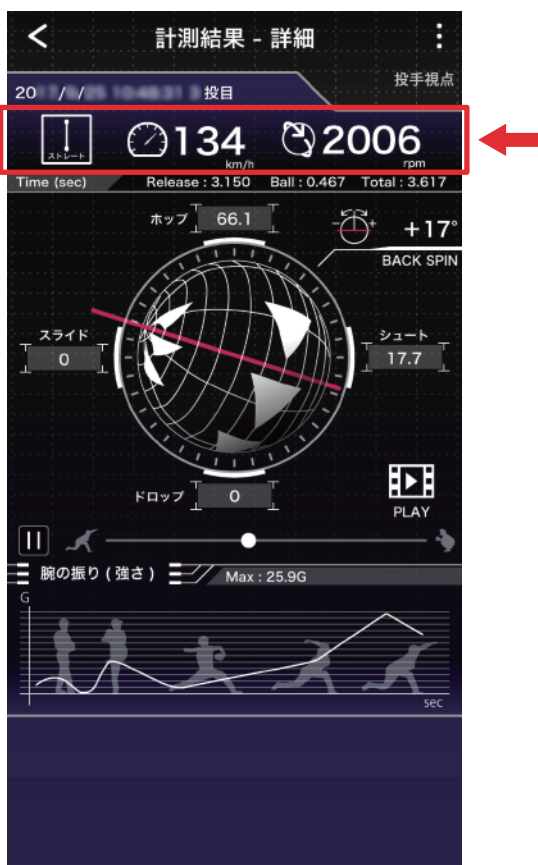 計測結果 - 詳細
投手視点
20 / / 投目
ストレート 134 km/h 2006 rpm
Time (sec) Release : 3.150 Ball : 0.467 Total : 3.617
ホップ 66.1
- + +17°
BACK SPIN
スライド 0
シュート 17.7
ドロップ 0
PLAY
腕の振り ( 強さ ) Max : 25.9G
G
sec